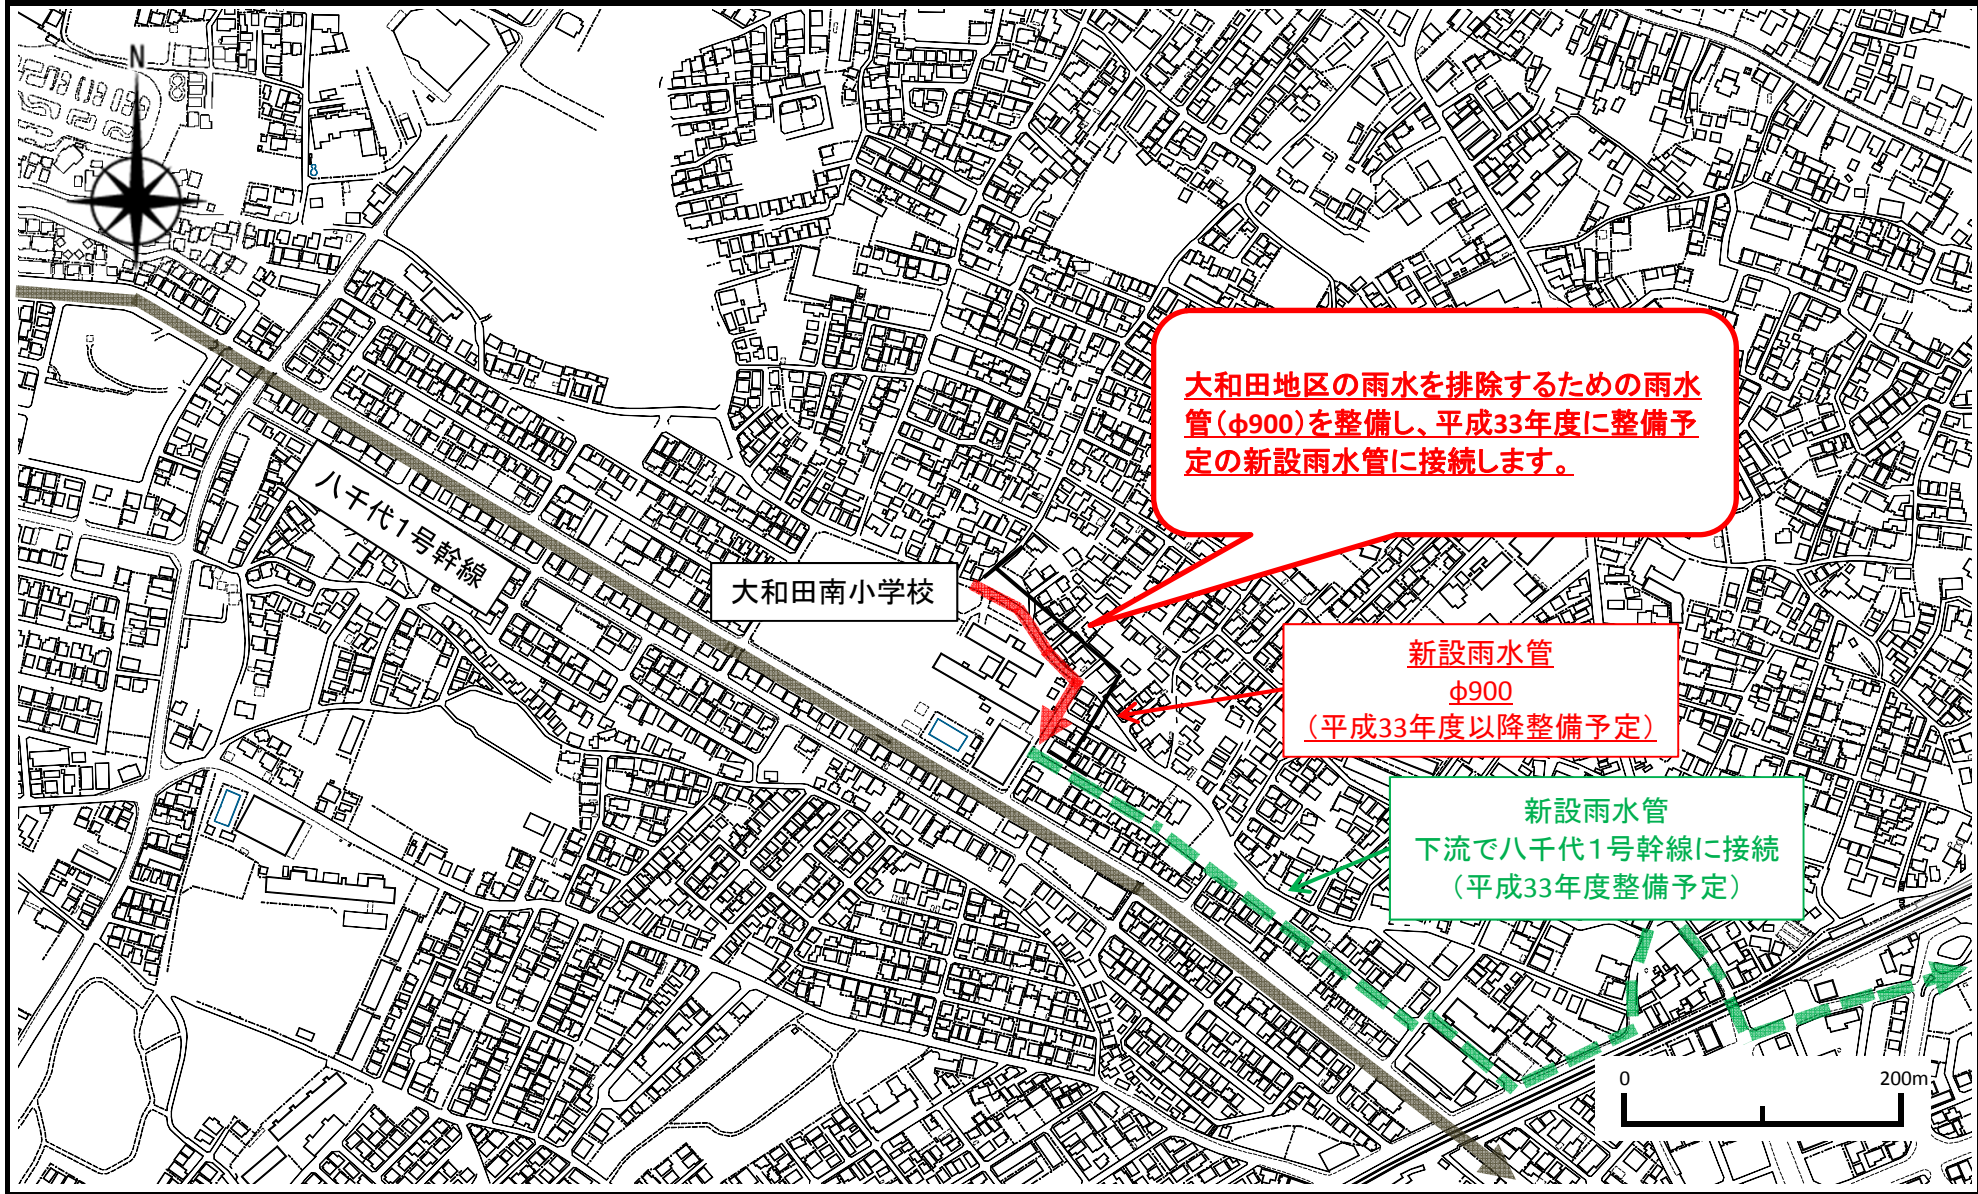 N
8
大和田地区の雨水を排除するための雨水
管(φ900)を整備し、平成33年度に整備予
定の新設雨水管に接続します。
八千代1号幹線
大和田南小学校
新設雨水管
φ900
(平成33年度以降整備予定)
新設雨水管
下流で八千代1号幹線に接続
(平成33年度整備予定)
0 200m